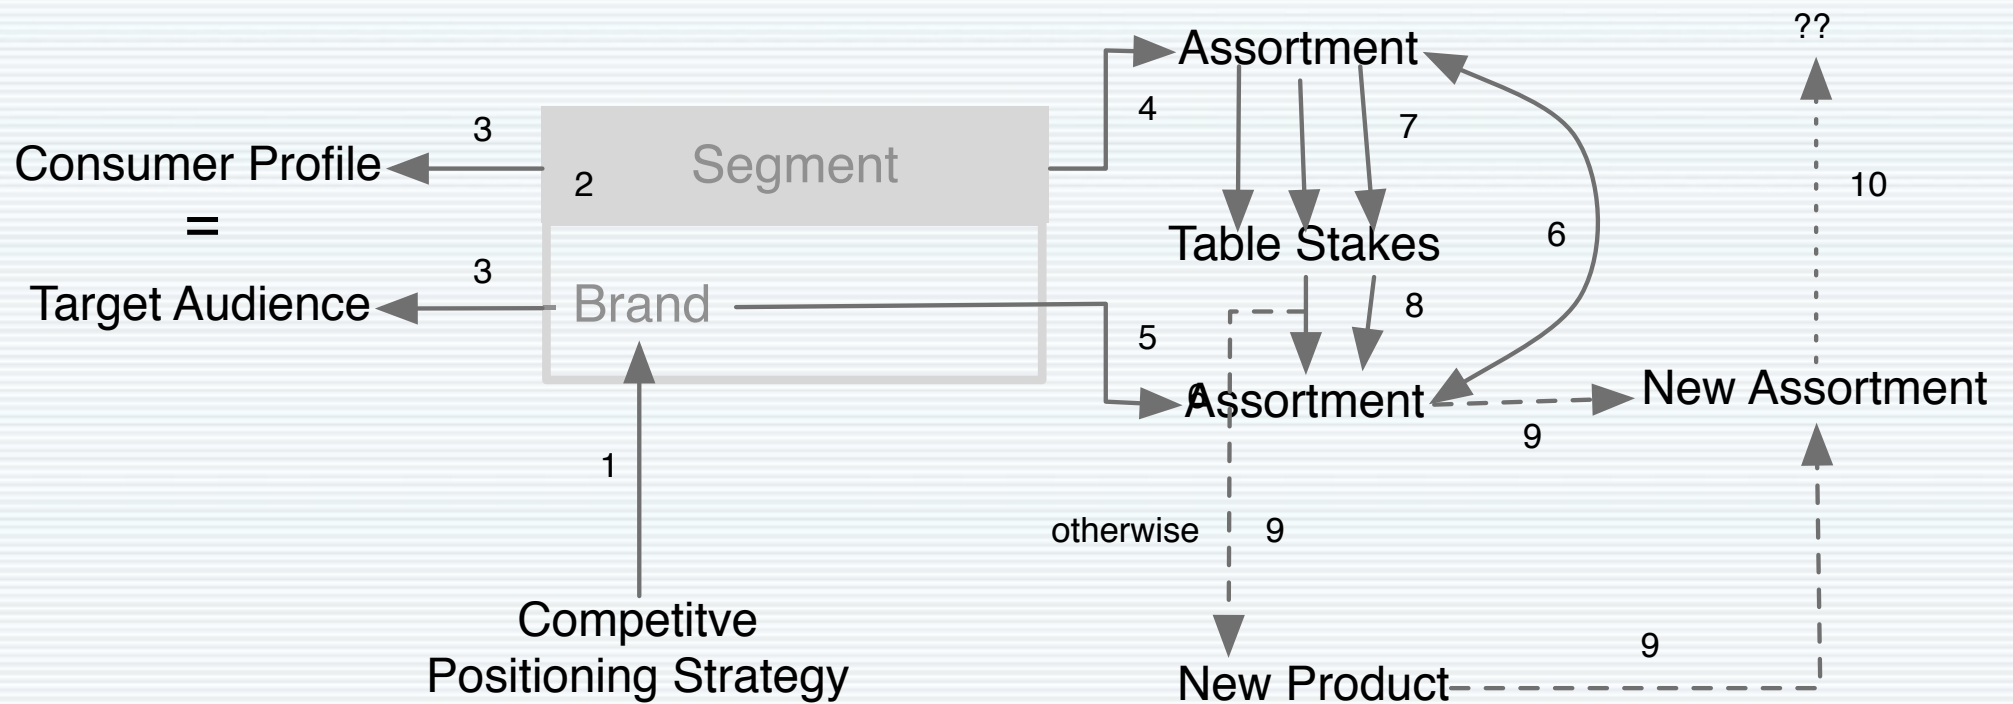 ??
Assortment
4
7
3
Consumer Profile
2
Segment
10
=
6
Table Stakes
3
Target Audience
Brand
8
5
6
Assortment
New Assortment
9
1
otherwise
9
Competitve
Positioning Strategy
9
New Product